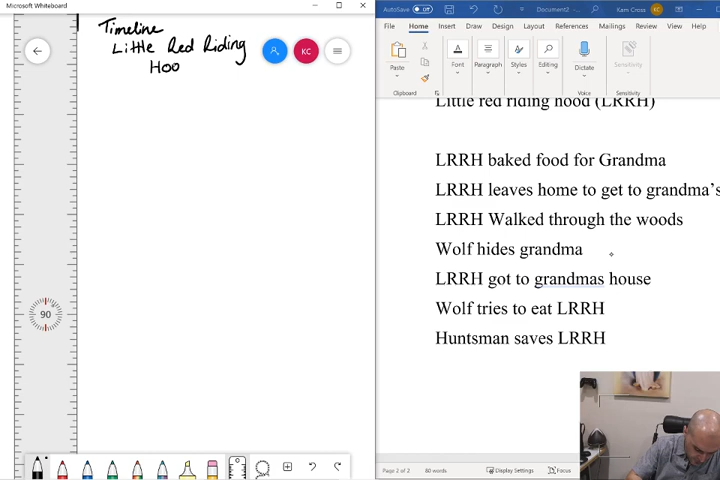 Microsoft Whiteboard
Timeline
Little Red Riding
Hoo
KC
90
AutoSave Off
Document2
Kam Cross
KC
File
Home
Insert
Draw
Design
Layout
References
Mailings
Review
View
Paste
Font
Paragraph
Styles
Editing
Dictate
Sensitivity
Clipboard
Voice
Sensitivity
Little red riding hood (LRRH)
LRRH baked food for Grandma
LRRH leaves home to get to grandma's
LRRH Walked through the woods
Wolf hides grandma
LRRH got to grandmas house
Wolf tries to eat LRRH
Huntsman saves LRRH
Page 2 of 2
80 words
Display Settings
Focus